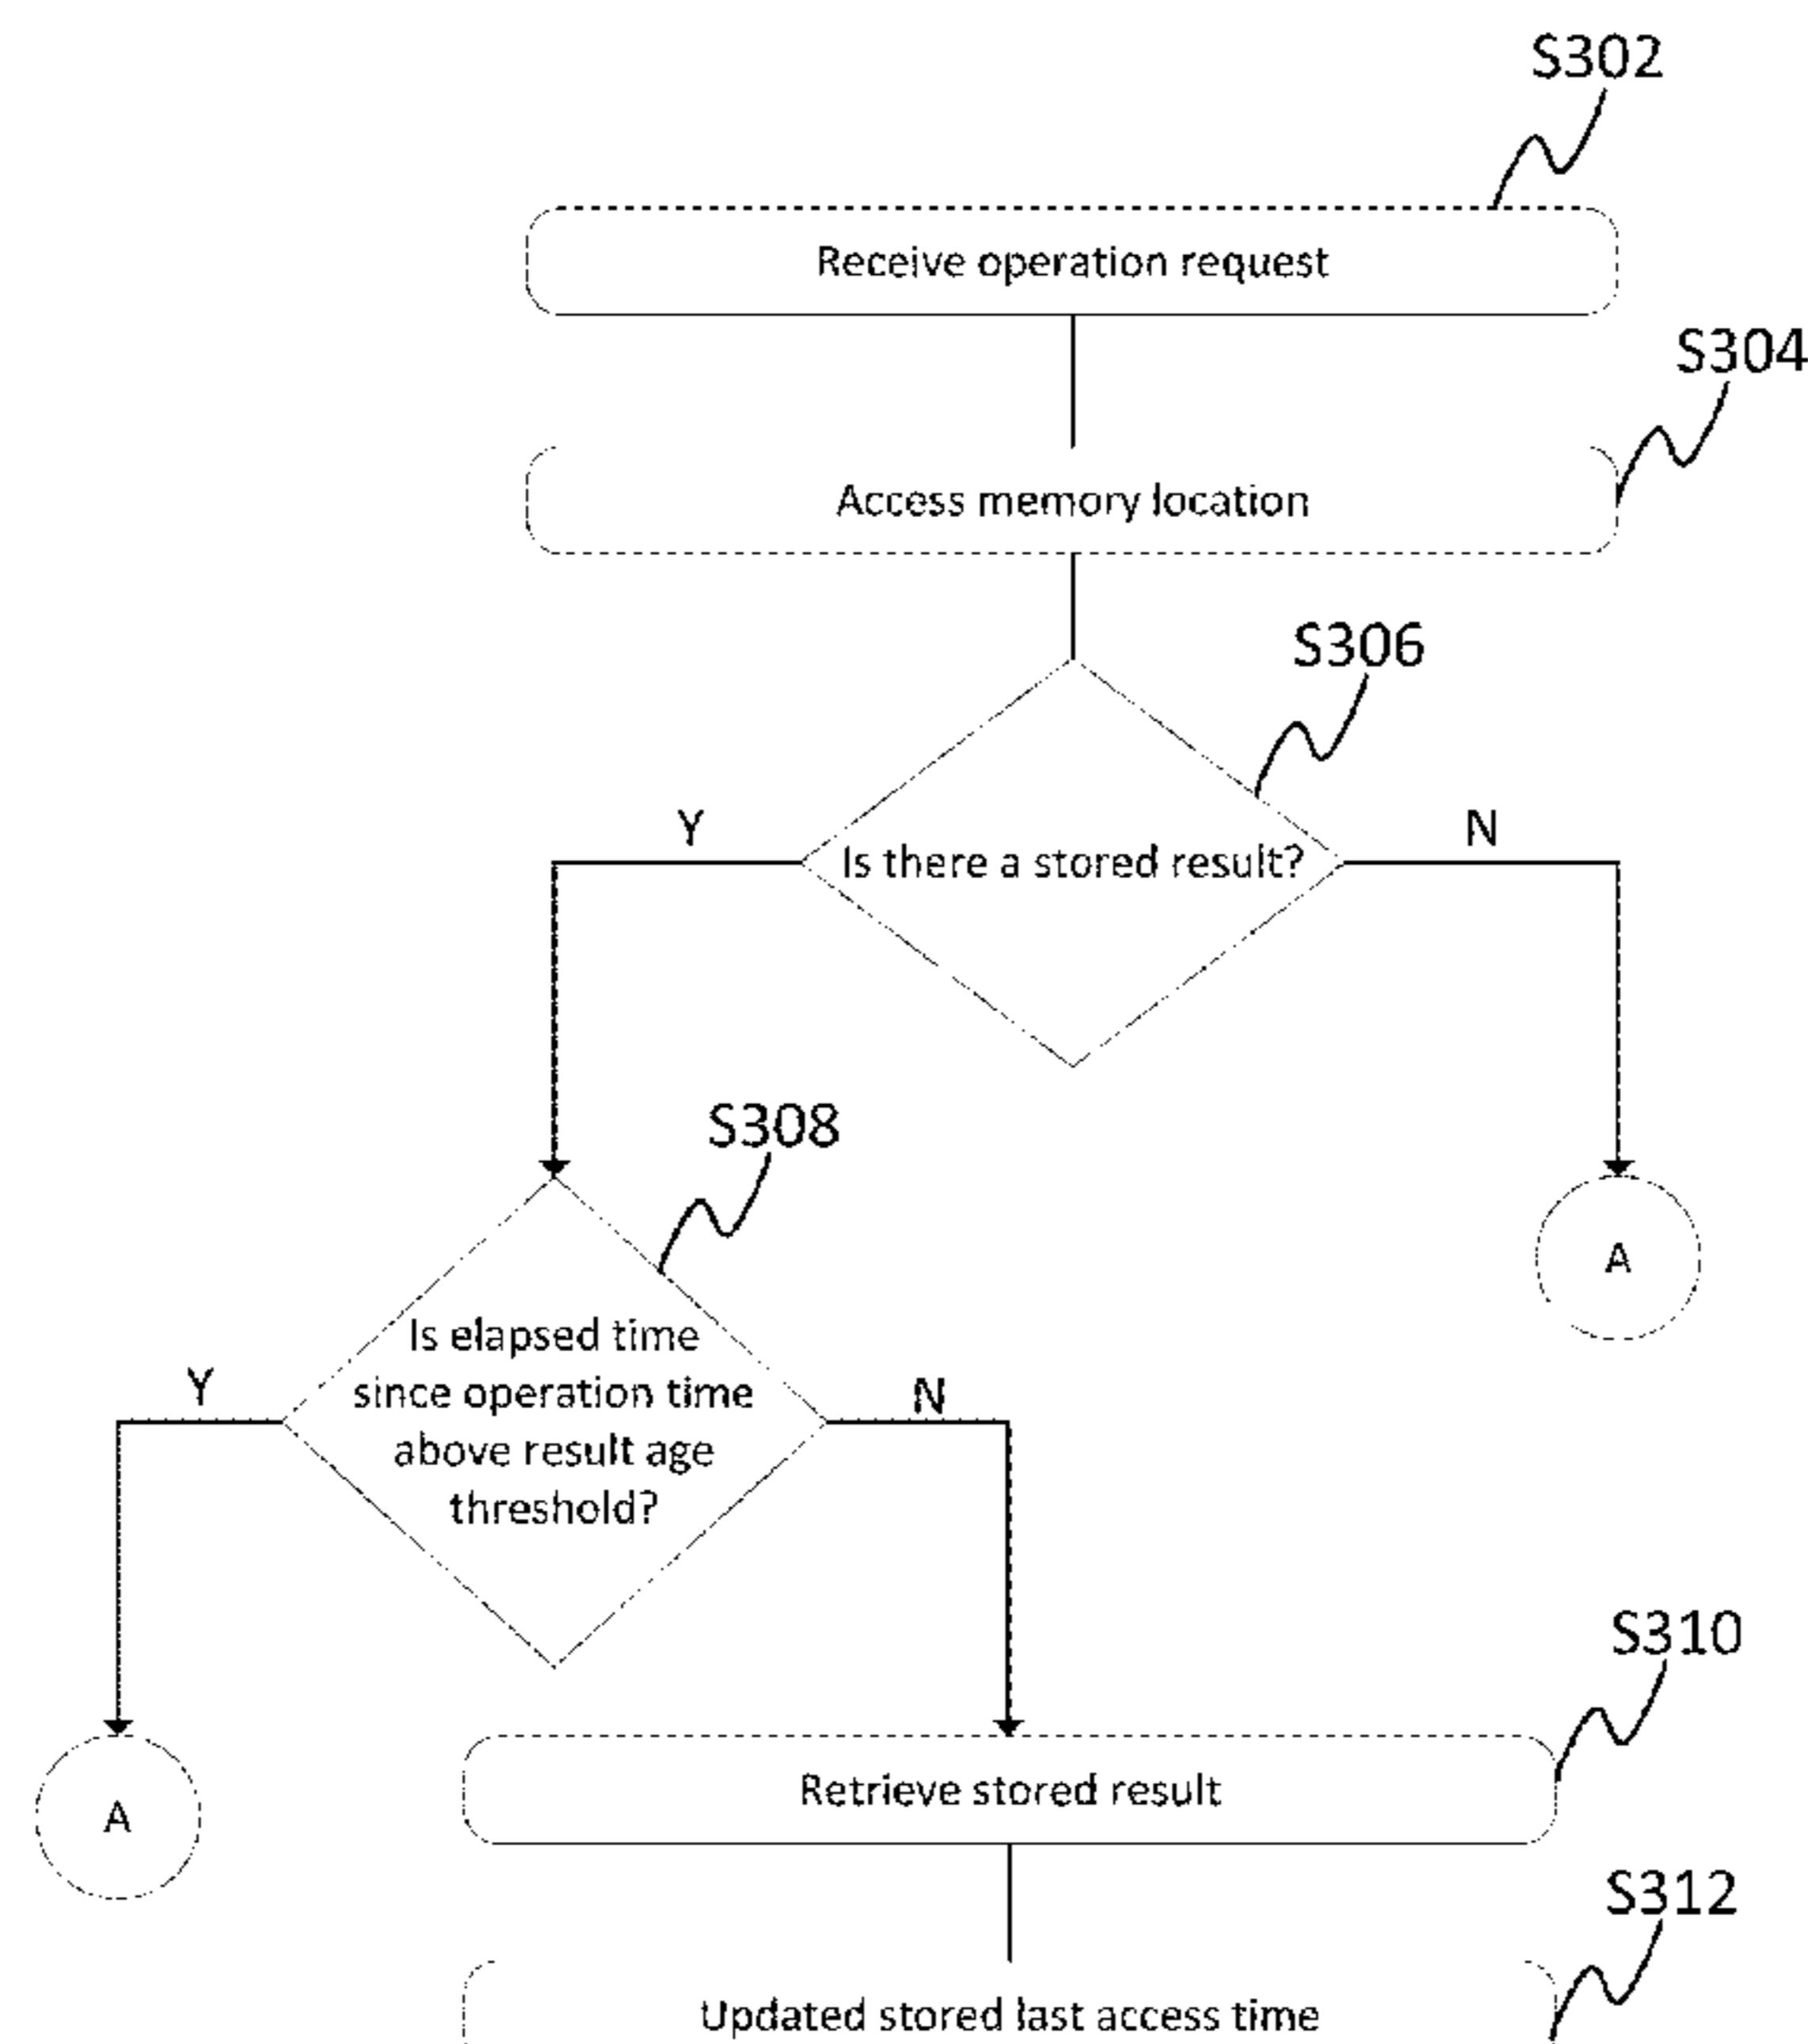 S302
Receive operation request
S304
Access memory location
S306
Y
N
Is there a stored result?
S308
A
Is elapsed time
since operation time
above result age
threshold?
Y
N
S310
A
Retrieve stored result
S312
Updated stored last access time